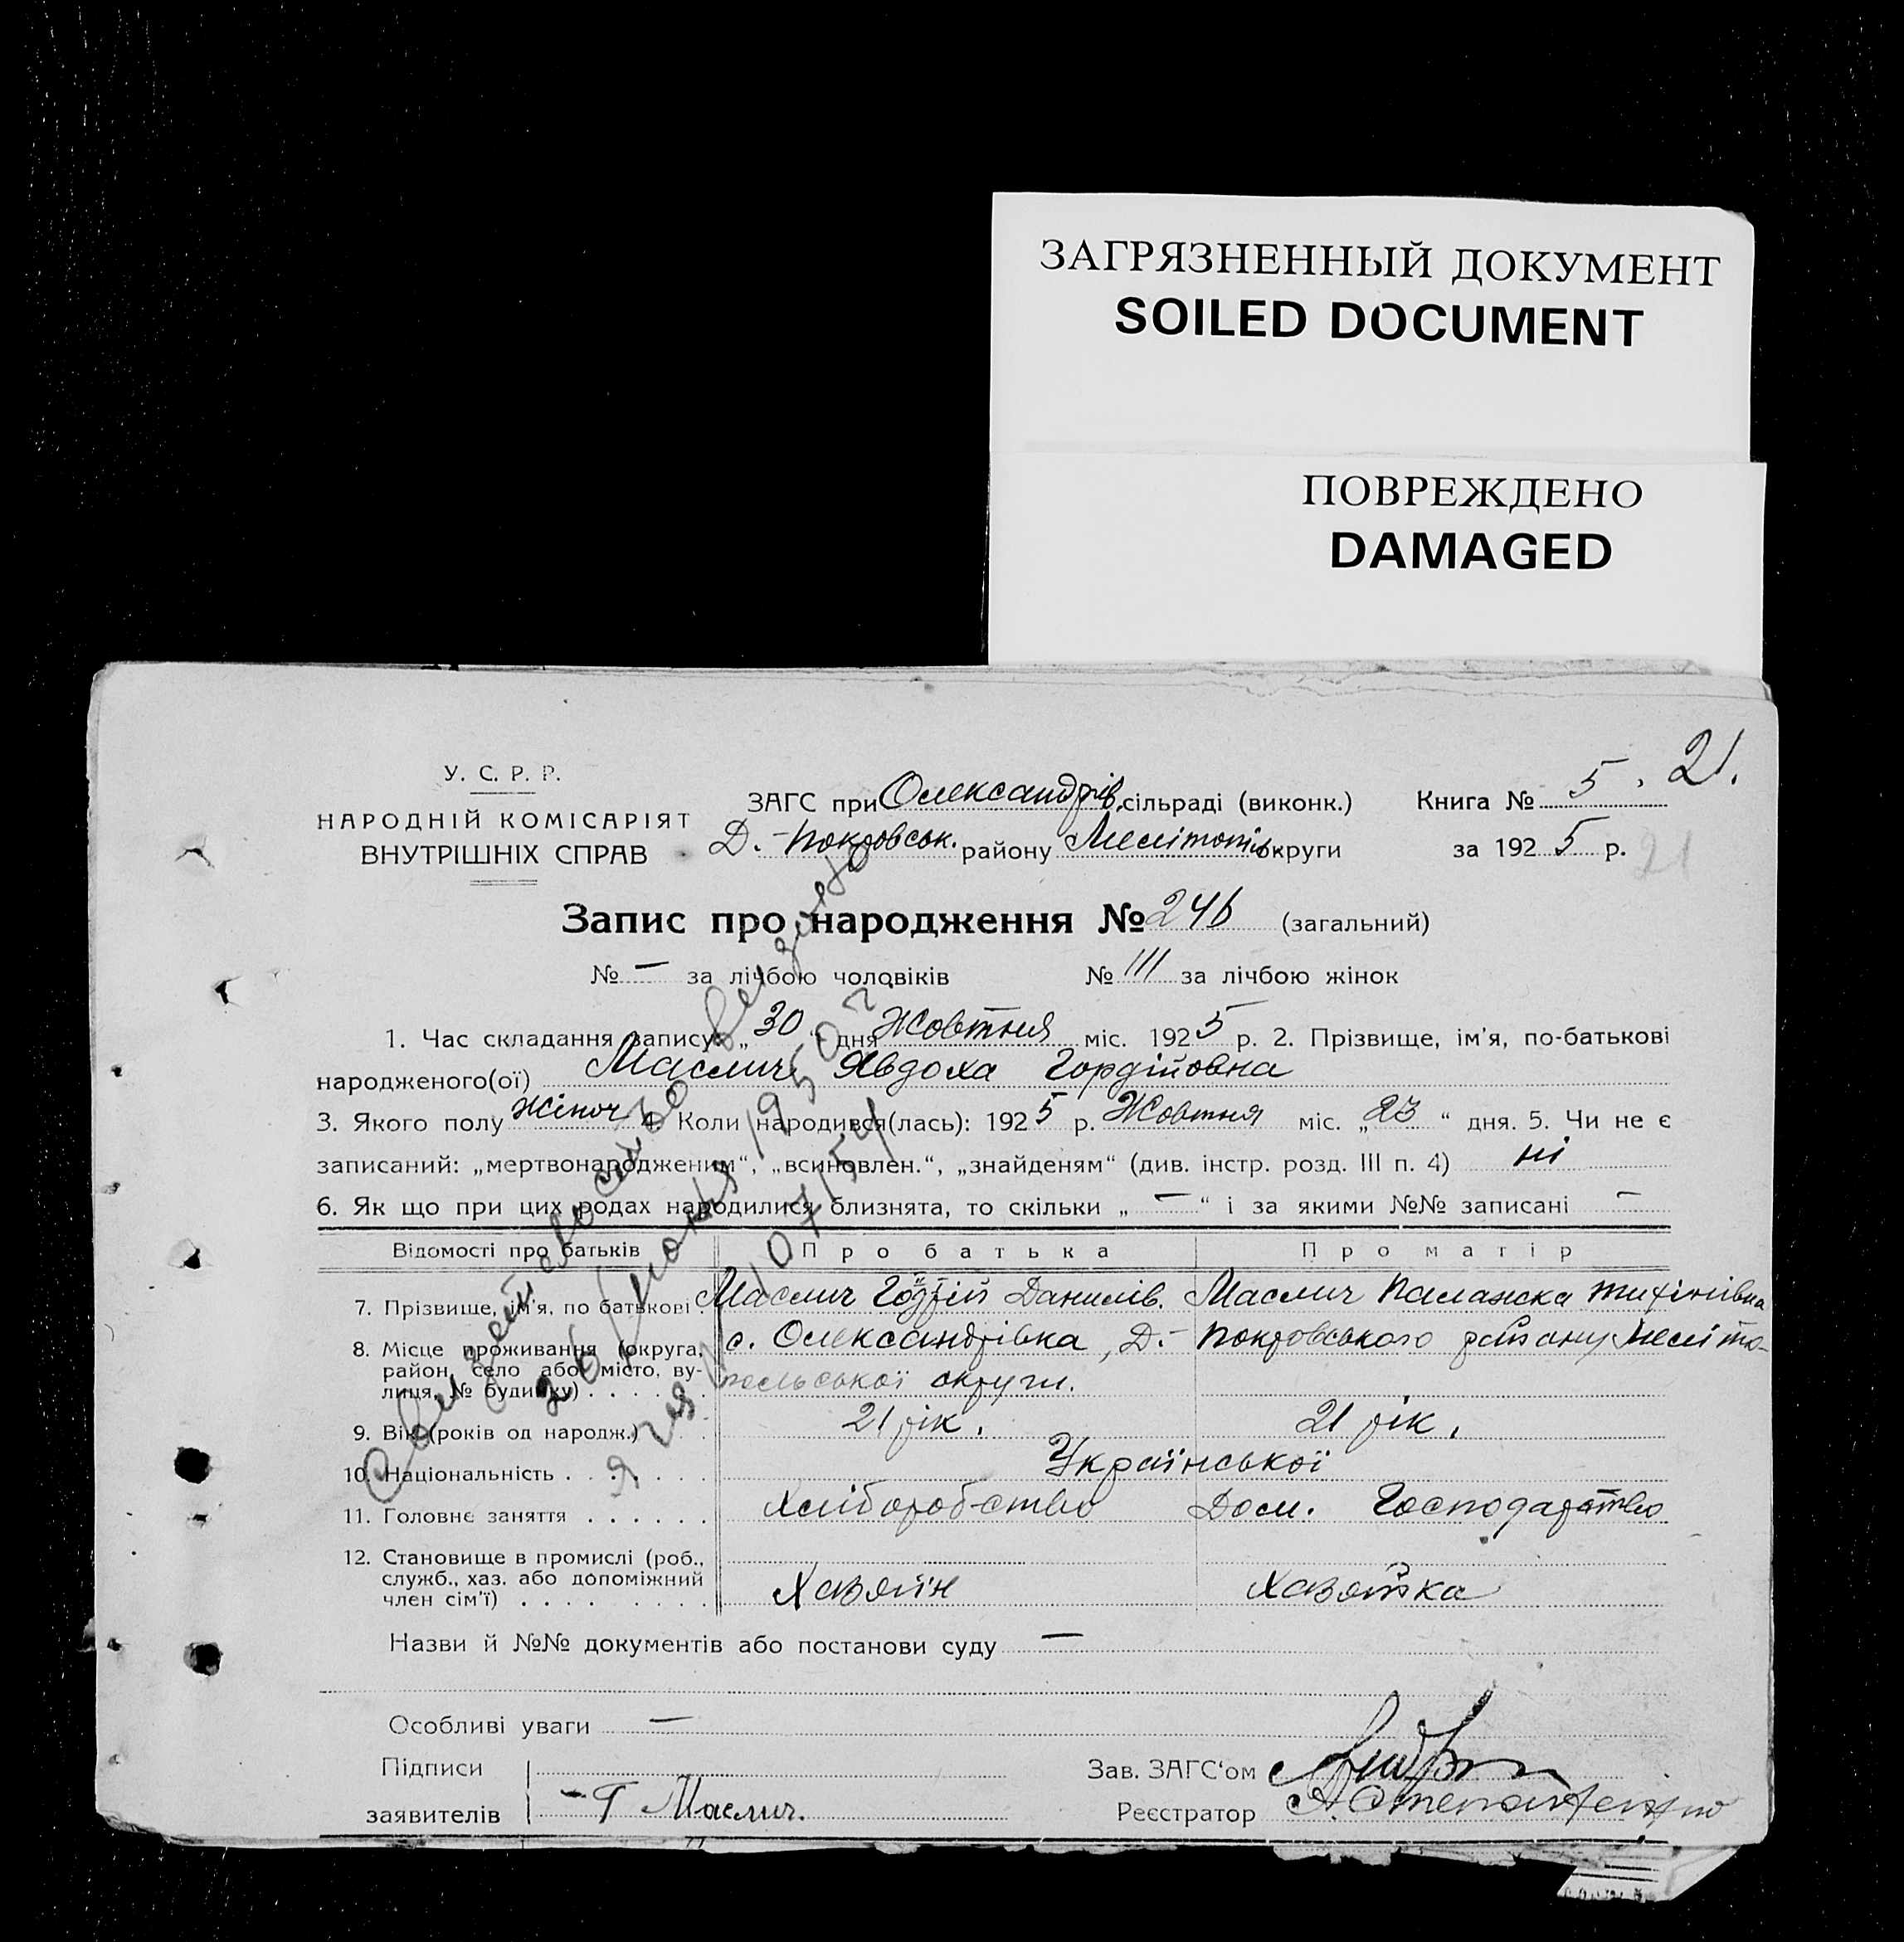 ЗАГРЯЗНЕННЫЙ ДОКУМЕНТ
SOILED DOCUMENT
ПОВРЕЖДЕНО
DAMAGED
21.
У. С. Р. Р.
НАРОДНІЙ КОМІСАРІЯТ
ВНУТРІШНІХ СПРАВ
ЗАГС при Олександрів. сільраді (виконк.) Книга № 5
Д.-Покровськ. району Мелітопіль округи за 1925 р. 21
Запис про народження № 246 (загальний)
№ — за лічбою чоловіків № 111 за лічбою жінок
1. Час складання запису „30 дня Жовтня міс. 1925 р. 2. Прізвище, ім'я, по-батькові
народженого(ої) Маслич Явдоха Гордійовна
3. Якого полу жіноч 4. Коли народився(лась): 1925 р. Жовтня міс. „23“ дня. 5. Чи не є
записаний: „мертвонародженим“, „всиновлен.“, „знайденям“ (див. інстр. розд. III п. 4) ні
6. Як що при цих родах народилися близнята, то скільки „—“ і за якими №№ записані —
Відомості про батьків Про батька Про матір
7. Прізвище, ім'я, по батькові Маслич Гордій Данилів. Маслич Палажка Тихінівна
8. Місце проживання (округа, район, село або місто, вулиця, № будинку) с. Олександрівка, Д.-Покровського району Меліто-
польської округи.
9. Вік (років од народж.) 21 рік. 21 рік.
10. Національність Української
11. Головне заняття Хліборобство Дом. Господарство
12. Становище в промислі (роб., служб., хаз. або допоміжний член сім'ї) Хазяїн Хазяйка
Назви й №№ документів або постанови суду —
Особливі уваги —
Підписи
заявителів - Г Маслич.
Зав. ЗАГС'ом
Реєстратор